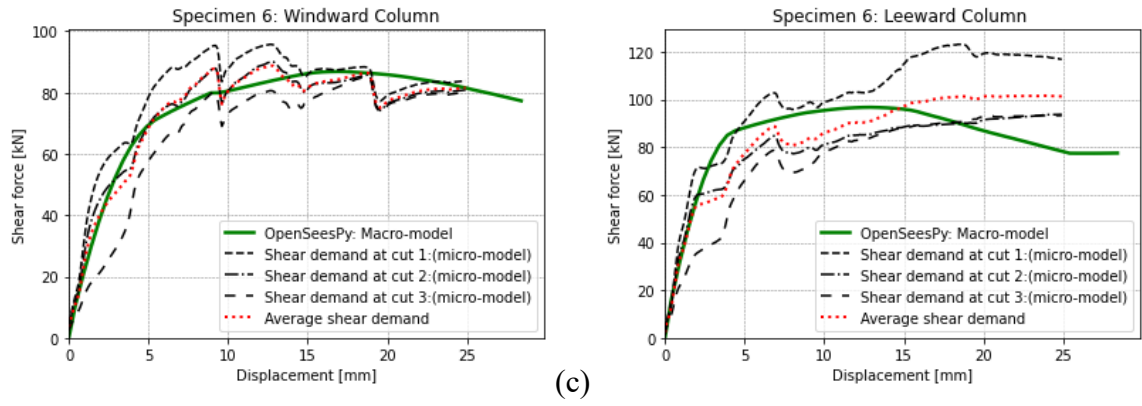 Specimen 6: Windward Column
100
80
60
40
20
0
Shear force [kN]
OpenSeesPy: Macro-model
Shear demand at cut 1:(micro-model)
Shear demand at cut 2:(micro-model)
Shear demand at cut 3:(micro-model)
Average shear demand
0 5 10 15 20 25
Displacement [mm]
(c)
Specimen 6: Leeward Column
120
100
80
60
40
20
0
Shear force [kN]
OpenSeesPy: Macro-model
Shear demand at cut 1:(micro-model)
Shear demand at cut 2:(micro-model)
Shear demand at cut 3:(micro-model)
Average shear demand
0 5 10 15 20 25
Displacement [mm]